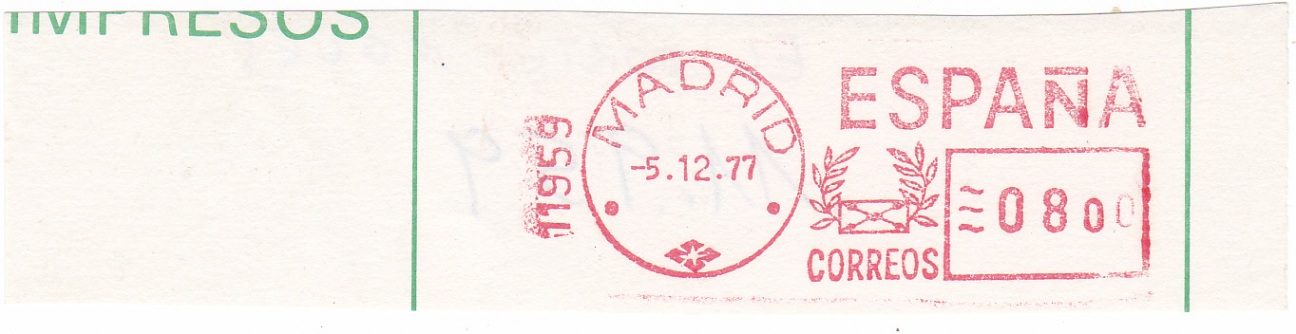 IMPRESOS
11959
MADRID
-5.12.77
ESPAÑA
CORREOS
≋0800